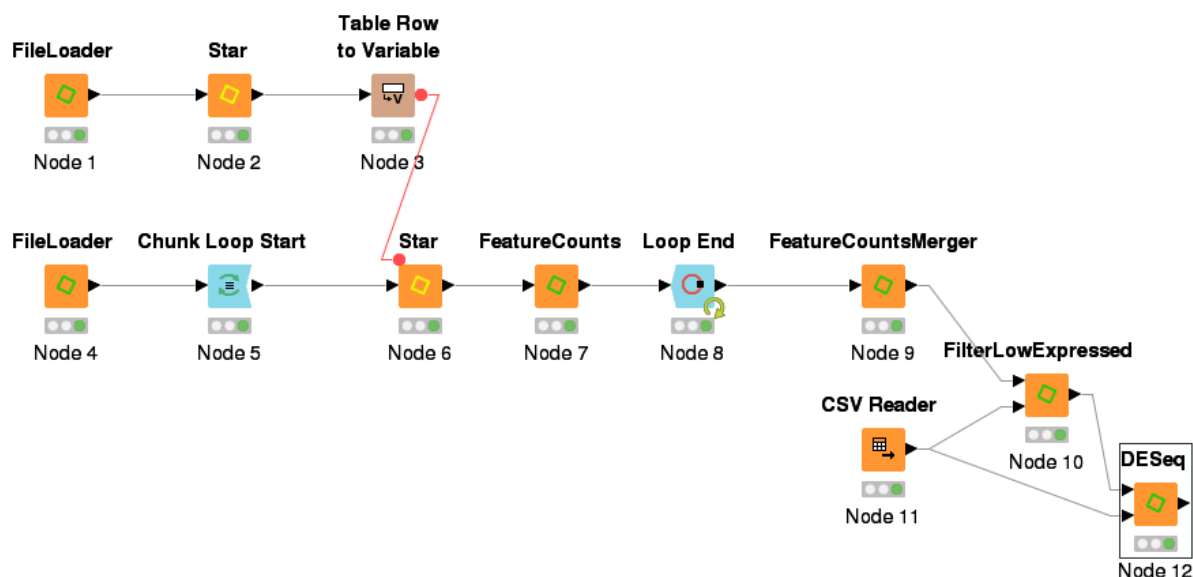 Table Row
FileLoader Star to Variable
V
Node 1 Node 2 Node 3
FileLoader Chunk Loop Start Star FeatureCounts Loop End FeatureCountsMerger
Node 4 Node 5 Node 6 Node 7 Node 8 Node 9
FilterLowExpressed
CSV Reader
Node 10
DESeq
Node 11
Node 12